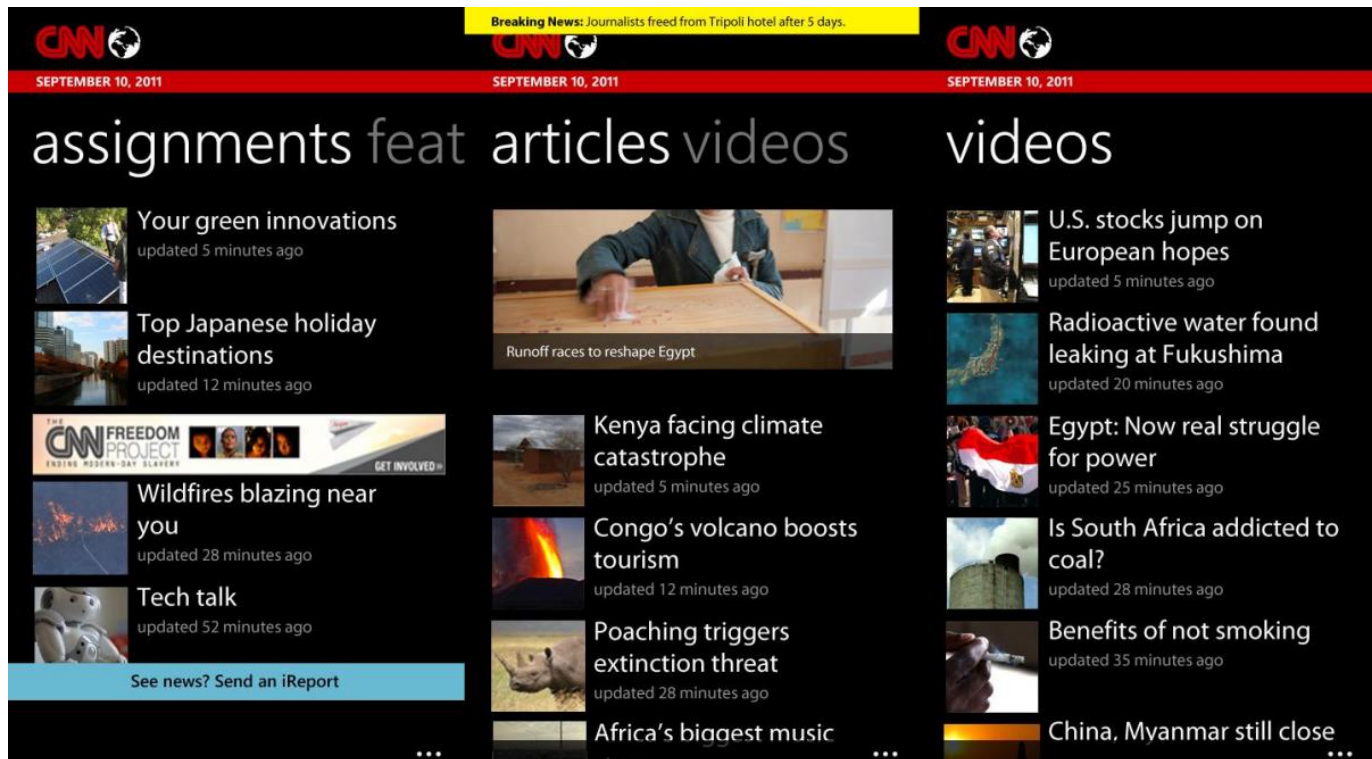 CNN
SEPTEMBER 10, 2011
assignments feat
Your green innovations
updated 5 minutes ago
Top Japanese holiday
destinations
updated 12 minutes ago
THE
CNN FREEDOM
PROJECT
ENDING MODERN-DAY SLAVERY
GET INVOLVED »
Wildfires blazing near
you
updated 28 minutes ago
Tech talk
updated 52 minutes ago
See news? Send an iReport
Breaking News: Journalists freed from Tripoli hotel after 5 days.
CNN
SEPTEMBER 10, 2011
articles videos
Runoff races to reshape Egypt
Kenya facing climate
catastrophe
updated 5 minutes ago
Congo's volcano boosts
tourism
updated 12 minutes ago
Poaching triggers
extinction threat
updated 28 minutes ago
Africa's biggest music
CNN
SEPTEMBER 10, 2011
videos
U.S. stocks jump on
European hopes
updated 5 minutes ago
Radioactive water found
leaking at Fukushima
updated 20 minutes ago
Egypt: Now real struggle
for power
updated 25 minutes ago
Is South Africa addicted to
coal?
updated 28 minutes ago
Benefits of not smoking
updated 35 minutes ago
China, Myanmar still close